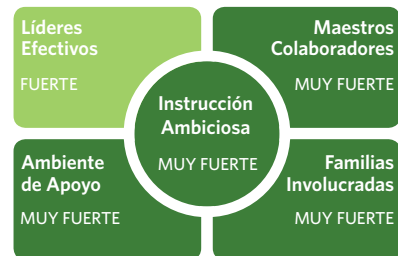 Líderes
Efectivos
FUERTE
Maestros
Colaboradores
MUY FUERTE
Instrucción
Ambiciosa
MUY FUERTE
Ambiente
de Apoyo
MUY FUERTE
Familias
Involucradas
MUY FUERTE